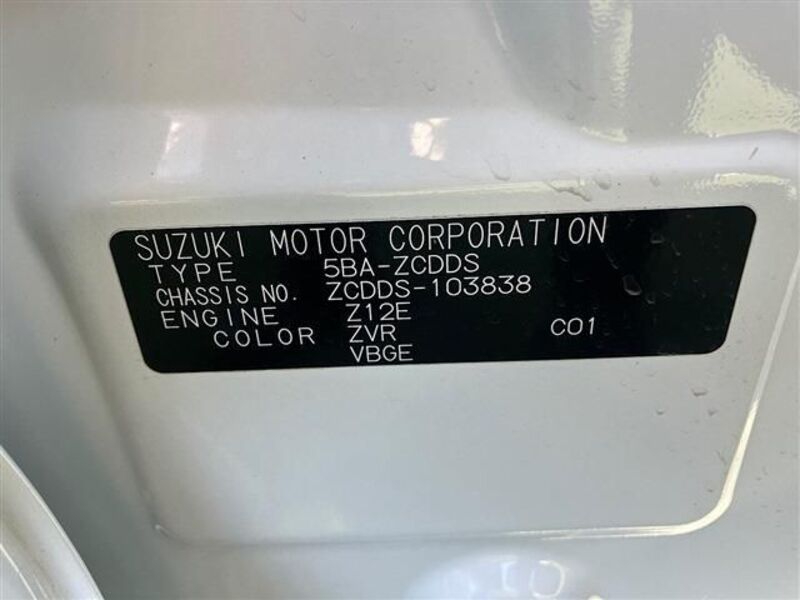 SUZUKI MOTOR CORPORATION
TYPE 5BA-ZCDDS
CHASSIS NO. ZCDDS-103838
ENGINE Z12E
COLOR ZVR C01
VBGE